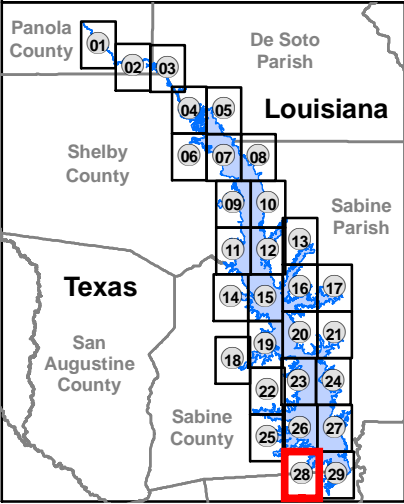 Panola
County
01
02
03
De Soto
Parish
04
05
Louisiana
06
07
08
Shelby
County
09
10
Sabine
Parish
11
12
13
Texas
14
15
16
17
18
19
20
21
San
Augustine
County
22
23
24
Sabine
County
25
26
27
28
29